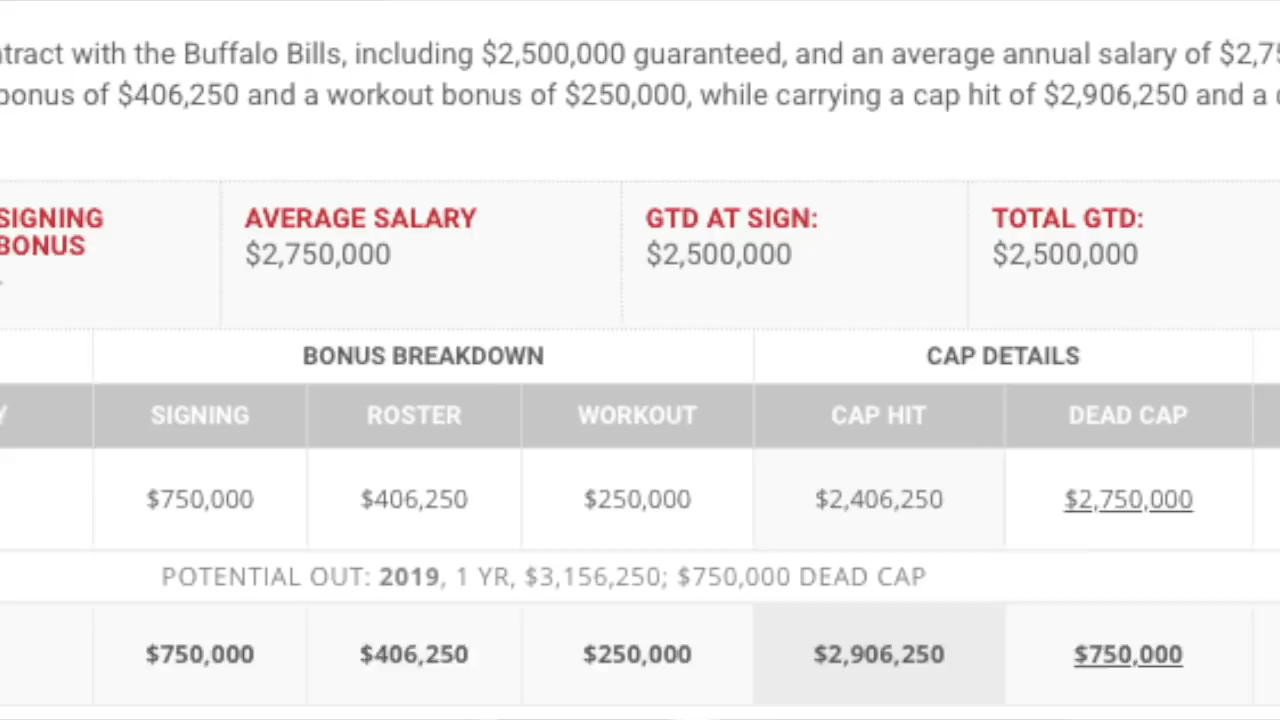 ntract with the Buffalo Bills, including $2,500,000 guaranteed, and an average annual salary of $2,75
bonus of $406,250 and a workout bonus of $250,000, while carrying a cap hit of $2,906,250 and a
SIGNING BONUS
AVERAGE SALARY
$2,750,000
GTD AT SIGN:
$2,500,000
TOTAL GTD:
$2,500,000
BONUS BREAKDOWN CAP DETAILS
Y SIGNING ROSTER WORKOUT CAP HIT DEAD CAP
$750,000 $406,250 $250,000 $2,406,250 $2,750,000
POTENTIAL OUT: 2019, 1 YR, $3,156,250; $750,000 DEAD CAP
$750,000 $406,250 $250,000 $2,906,250 $750,000